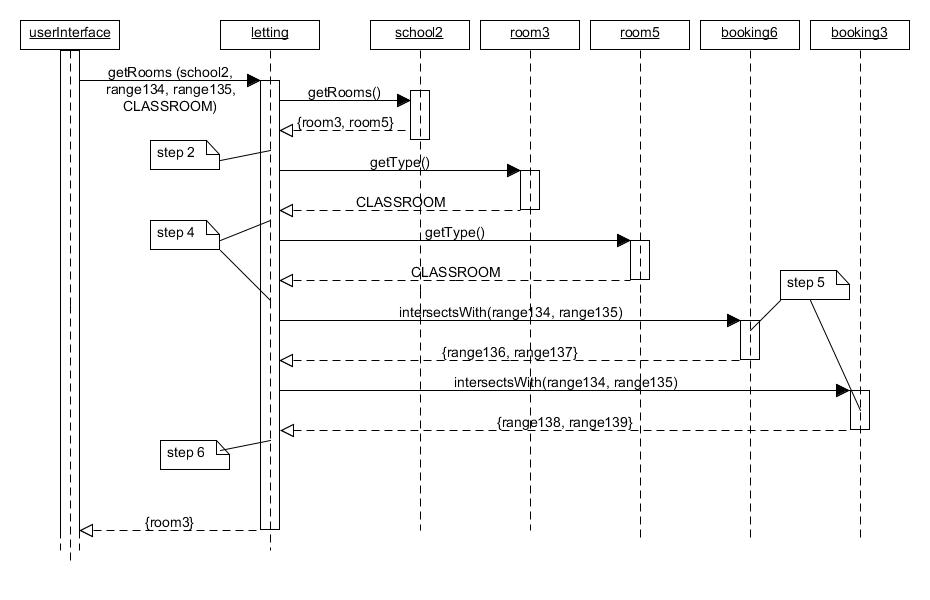 userInterface
letting
school2
room3
room5
booking6
booking3
getRooms (school2,
range134, range135,
CLASSROOM)
getRooms()
{room3, room5}
step 2
getType()
CLASSROOM
step 4
getType()
CLASSROOM
step 5
intersectsWith(range134, range135)
{range136, range137}
intersectsWith(range134, range135)
{range138, range139}
step 6
{room3}